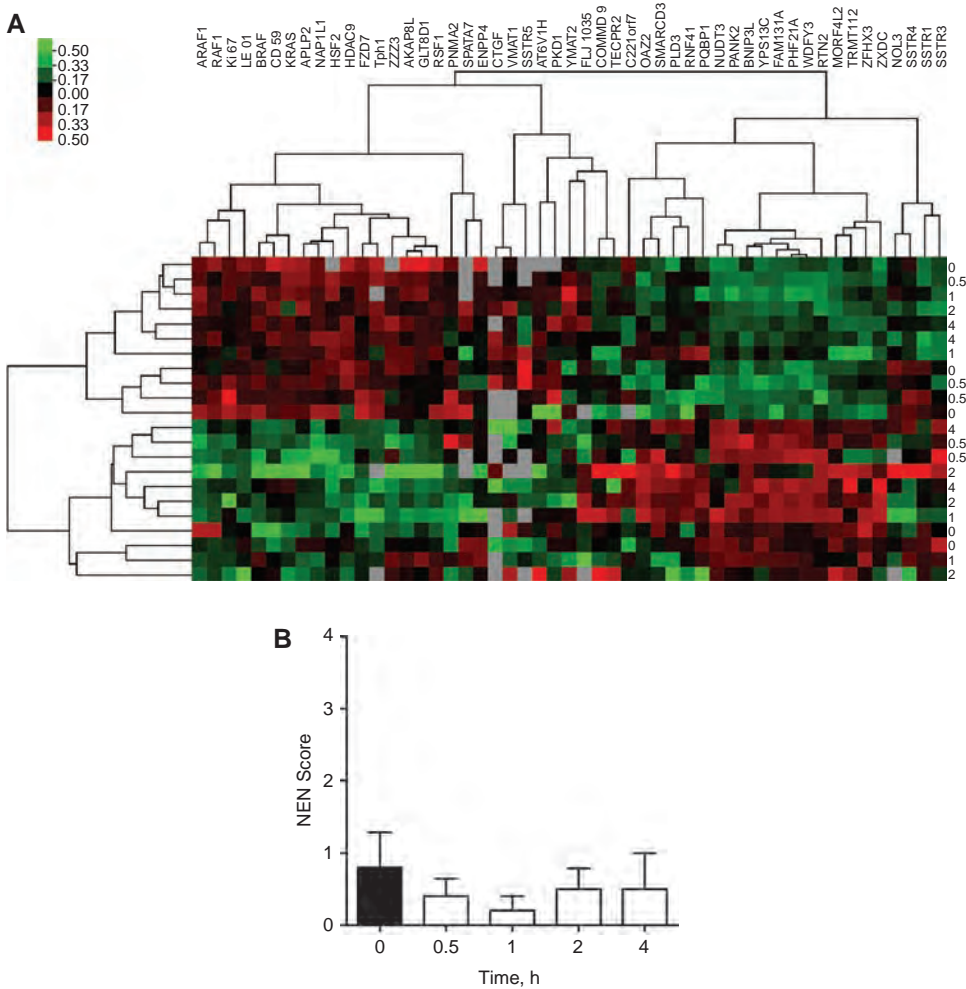 A
-0.50
-0.33
-0.17
0.00
0.17
0.33
0.50
ARAF1
RAF1
Ki 67
LE 01
BRAF
CD 59
KRAS
APLP2
NAP1L1
HSF2
HDAC9
FZD7
Tph1
ZZZ3
AKAP8L
GLT8D1
RSF1
PNMA2
SPATA7
ENPP4
CTGF
VMAT1
SSTR5
AT6V1H
PKD1
YMAT2
FLJ 1035
COMMD 9
TECPR2
C221orf7
OAZ2
SMARCD3
PLD3
RNF41
PQBP1
NUDT3
PANK2
BNIP3L
YPS13C
FAM131A
PHF21A
WDFY3
RTN2
MORF4L2
TRMT112
ZFHX3
ZXDC
NOL3
SSTR4
SSTR1
SSTR3
0
0.5
1
2
4
4
1
0
0.5
0.5
0
4
0.5
0.5
2
4
2
1
0
0
1
2
B
NEN Score
4
3
2
1
0
0 0.5 1 2 4
Time, h